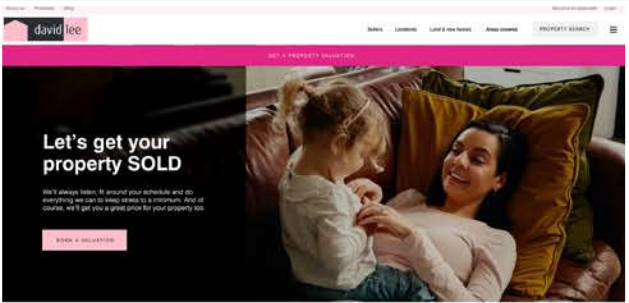 About us Franchise Blog Login
david lee
Sellers Landlords Land & new homes Areas covered PROPERTY SEARCH
GET A PROPERTY VALUATION
Let's get your
property SOLD
We'll always listen, fit around your schedule and do
everything we can to keep stress to a minimum. And of
course, we'll get you a great price for your property too.
BOOK A VALUATION